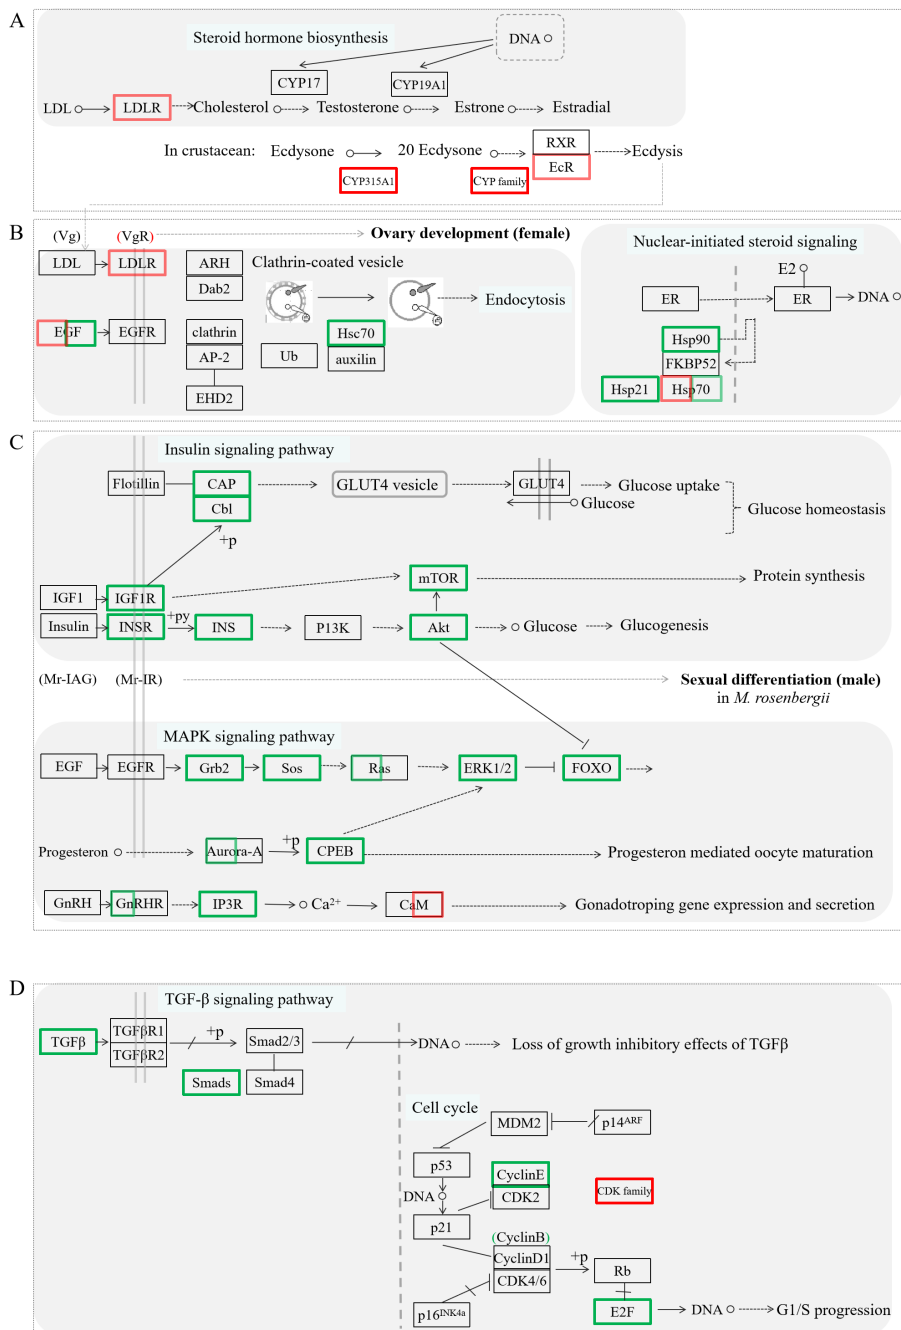 A
Steroid hormone biosynthesis
DNA
CYP17
CYP19A1
LDL
LDLR
Cholesterol
Testosterone
Estrone
Estradial
In crustacean:
Ecdysone
20 Ecdysone
RXR
EcR
Ecdysis
CYP315A1
CYP family
B
(Vg)
(VgR)
Ovary development (female)
LDL
LDLR
ARH
Dab2
Clathrin-coated vesicle
Endocytosis
EGF
EGFR
clathrin
AP-2
EHD2
Ub
Hsc70
auxilin
Nuclear-initiated steroid signaling
E2
ER
ER
DNA
Hsp90
FKBP52
Hsp21
Hsp70
C
Insulin signaling pathway
Flotillin
CAP
Cbl
GLUT4 vesicle
GLUT4
Glucose uptake
Glucose
Glucose homeostasis
+p
IGF1
IGF1R
mTOR
Protein synthesis
Insulin
INSR
+py
INS
P13K
Akt
Glucose
Glucogenesis
(Mr-IAG)
(Mr-IR)
Sexual differentiation (male)
in M. rosenbergii
MAPK signaling pathway
EGF
EGFR
Grb2
Sos
Ras
ERK1/2
FOXO
Progesteron
Aurora-A
+p
CPEB
Progesteron mediated oocyte maturation
GnRH
GnRHR
IP3R
Ca²⁺
CaM
Gonadotroping gene expression and secretion
D
TGF-β signaling pathway
TGFβ
TGFβR1
TGFβR2
+p
Smad2/3
Smads
Smad4
DNA
Loss of growth inhibitory effects of TGFβ
Cell cycle
MDM2
p14ᴬᴿᶠ
p53
CyclinE
CDK2
CDK family
DNA
p21
(CyclinB)
CyclinD1
CDK4/6
+p
Rb
p16ᴵᴺᴷ⁴ᵃ
E2F
DNA
G1/S progression